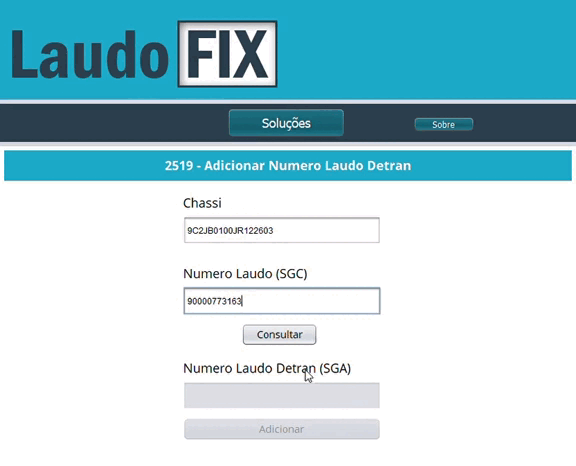 Laudo FIX
Soluções
Sobre
2519 - Adicionar Numero Laudo Detran
Chassi
9C2JB0100JR122603
Numero Laudo (SGC)
90000773163
Consultar
Numero Laudo Detran (SGA)
Adicionar